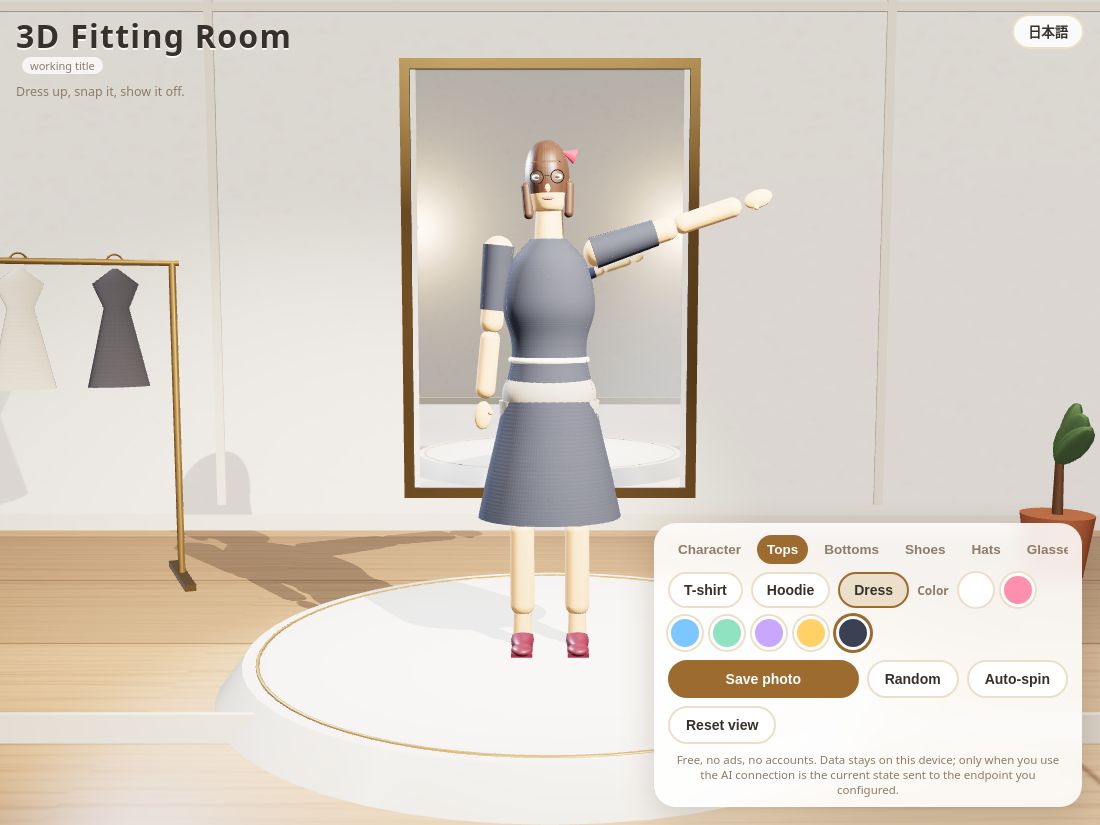 3D Fitting Room
working title
Dress up, snap it, show it off.
日本語
Character Tops Bottoms Shoes Hats Glasse
T-shirt Hoodie Dress Color
Save photo Random Auto-spin
Reset view
Free, no ads, no accounts. Data stays on this device; only when you use
the AI connection is the current state sent to the endpoint you
configured.